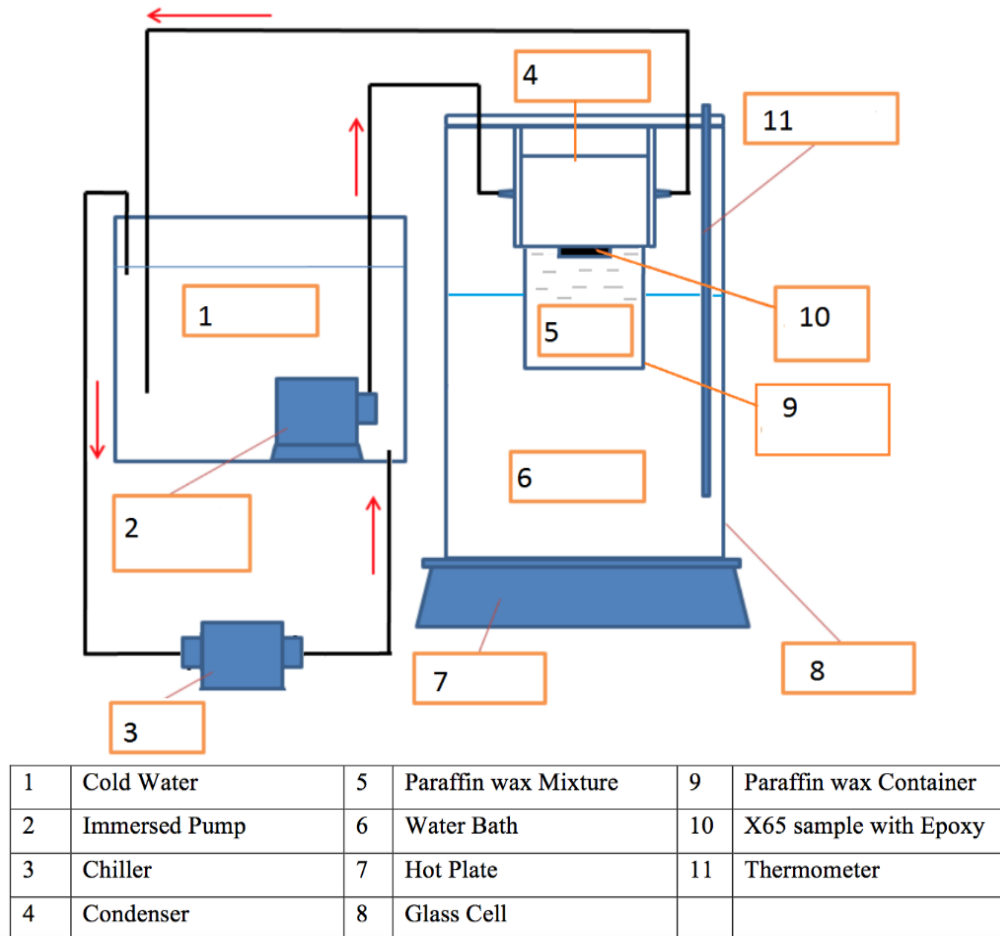 4
11
1
10
5
9
6
2
8
7
3
1 Cold Water 5 Paraffin wax Mixture 9 Paraffin wax Container
2 Immersed Pump 6 Water Bath 10 X65 sample with Epoxy
3 Chiller 7 Hot Plate 11 Thermometer
4 Condenser 8 Glass Cell